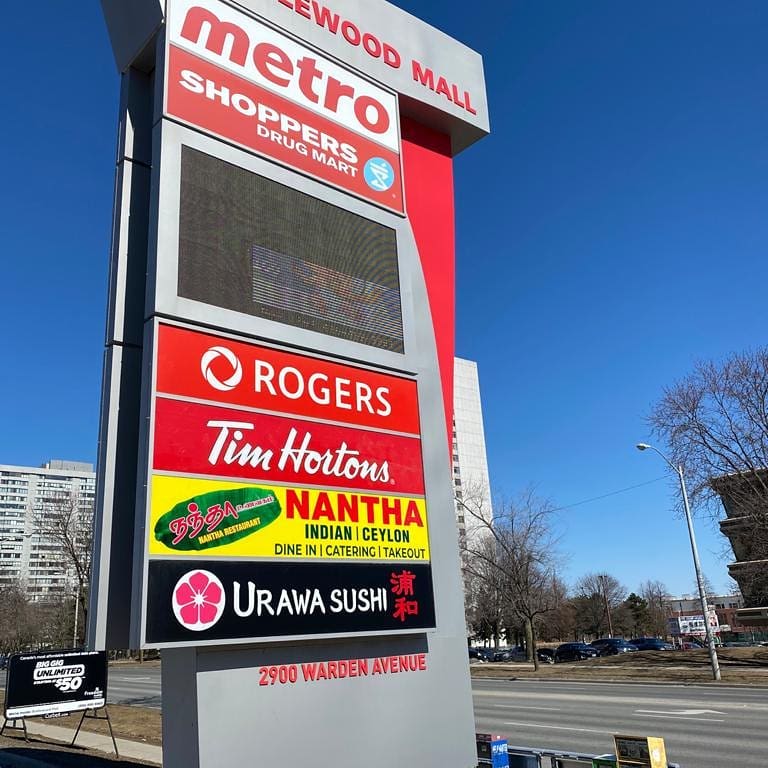 LEWOOD MALL
metro
SHOPPERS
DRUG MART
ROGERS
Tim Hortons
நந்தா
NANTHA RESTAURANT
NANTHA
INDIAN | CEYLON
DINE IN | CATERING | TAKEOUT
URAWA SUSHI
浦和
2900 WARDEN AVENUE
BIG GIG
UNLIMITED
$50